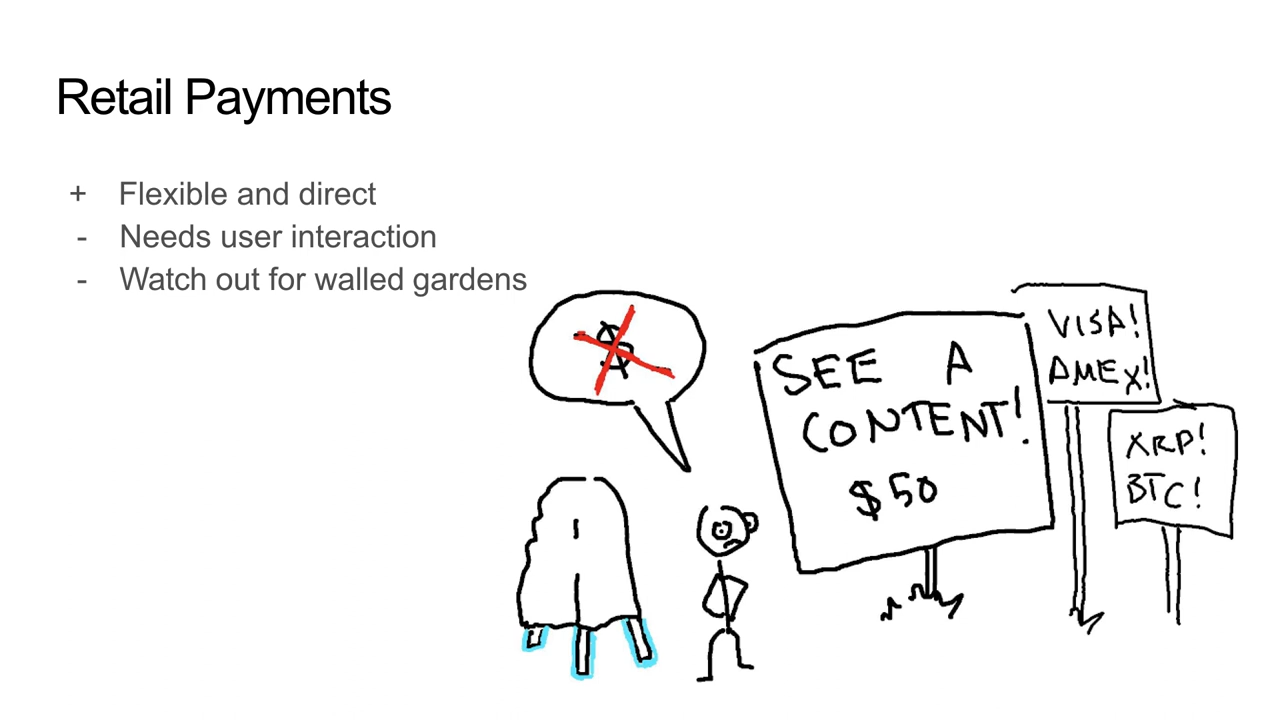 Retail Payments
+ Flexible and direct
- Needs user interaction
- Watch out for walled gardens
$
SEE A
CONTENT!
$50
VISA!
AMEX!
XRP!
BTC!